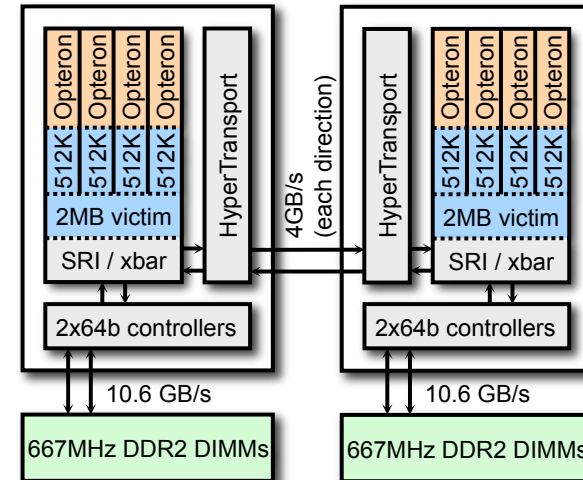 Opteron
Opteron
Opteron
Opteron
512K
512K
512K
512K
2MB victim
SRI / xbar
HyperTransport
2x64b controllers
10.6 GB/s
667MHz DDR2 DIMMs
4GB/s
(each direction)
HyperTransport
Opteron
Opteron
Opteron
Opteron
512K
512K
512K
512K
2MB victim
SRI / xbar
2x64b controllers
10.6 GB/s
667MHz DDR2 DIMMs